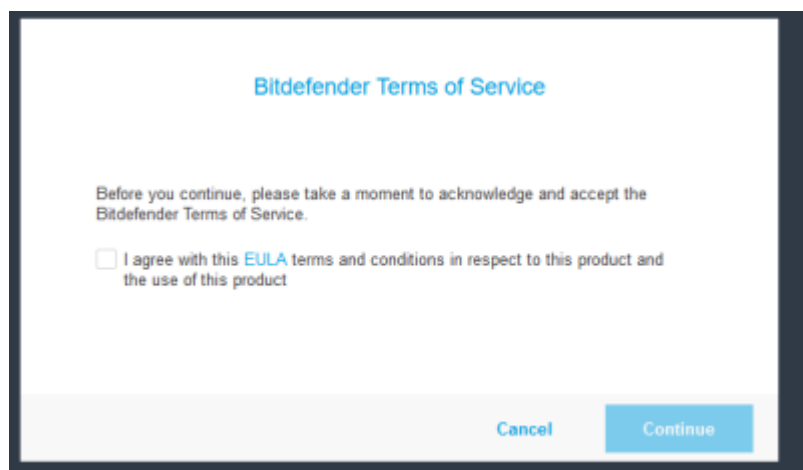 Bitdefender Terms of Service
Before you continue, please take a moment to acknowledge and accept the
Bitdefender Terms of Service.
I agree with this EULA terms and conditions in respect to this product and
the use of this product
Cancel
Continue